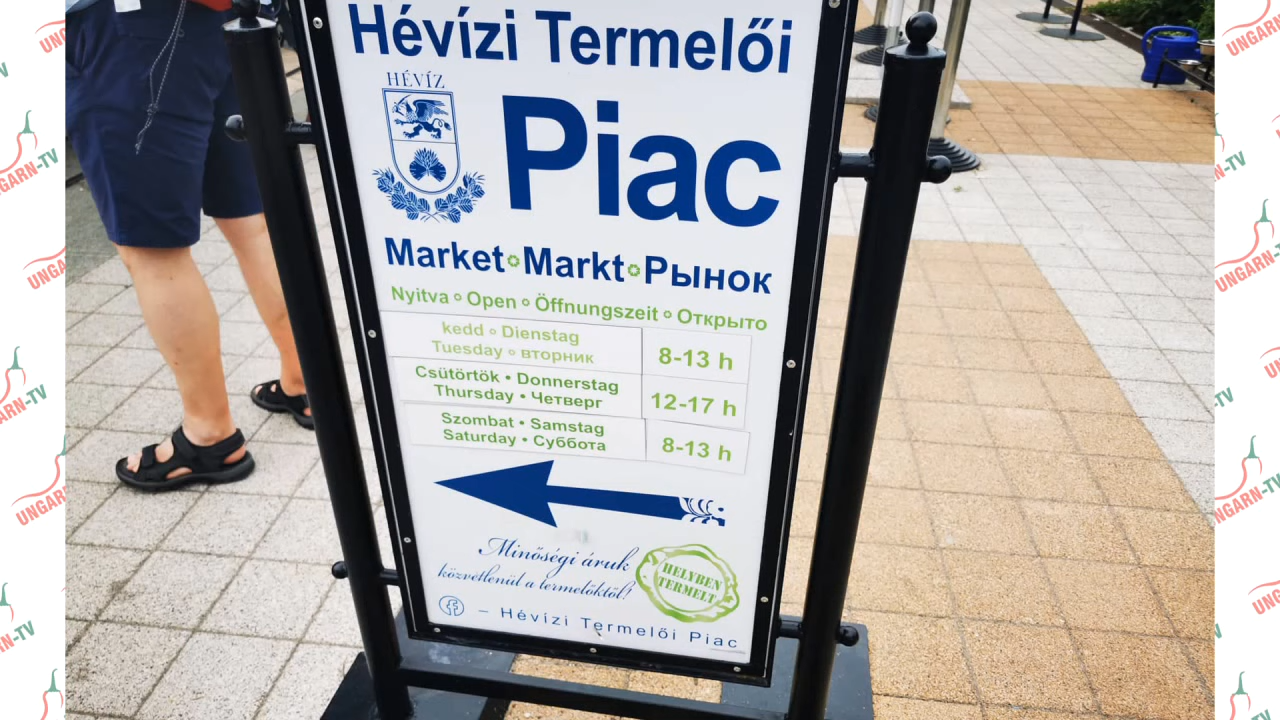 Hévízi Termelői
HÉVÍZ
Piac
Market Markt Рынок
Nyitva Open Öffnungszeit Открыто
kedd Dienstag
Tuesday вторник
8-13 h
Csütörtök • Donnerstag
Thursday • Четверг
12-17 h
Szombat • Samstag
Saturday • Суббота
8-13 h
Minőségi áruk
közvetlenül a termelőktől!
HELYBEN
TERMELT
– Hévízi Termelői Piac
UNGARN-TV